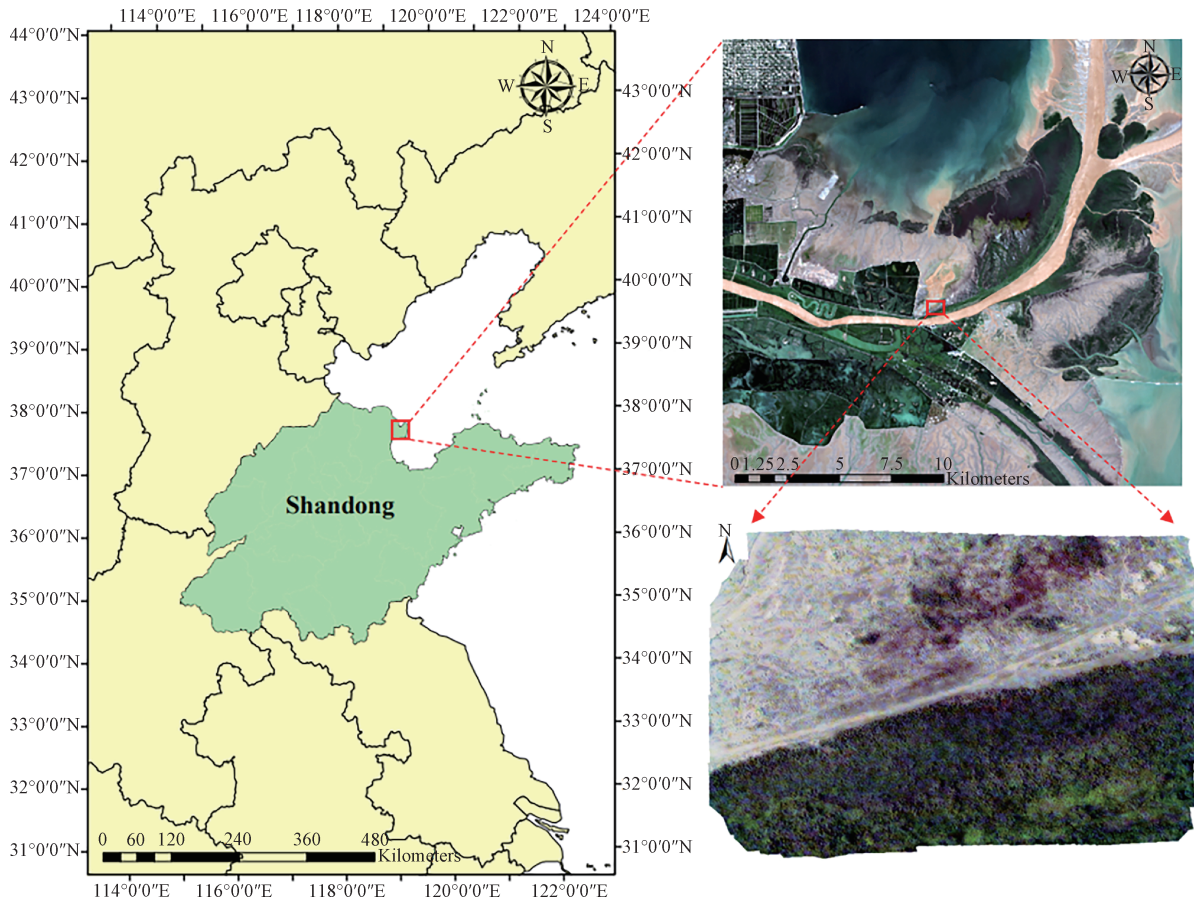 114°0′0″E 116°0′0″E 118°0′0″E 120°0′0″E 122°0′0″E 124°0′0″E
44°0′0″N
43°0′0″N
42°0′0″N
41°0′0″N
40°0′0″N
39°0′0″N
38°0′0″N
37°0′0″N
36°0′0″N
35°0′0″N
34°0′0″N
33°0′0″N
32°0′0″N
31°0′0″N
N
W E
S
Shandong
0 60 120 240 360 480
Kilometers
43°0′0″N
42°0′0″N
41°0′0″N
40°0′0″N
39°0′0″N
38°0′0″N
37°0′0″N
36°0′0″N
35°0′0″N
34°0′0″N
33°0′0″N
32°0′0″N
31°0′0″N
114°0′0″E 116°0′0″E 118°0′0″E 120°0′0″E 122°0′0″E
N
W E
S
0 1.25 2.5 5 7.5 10
Kilometers
N